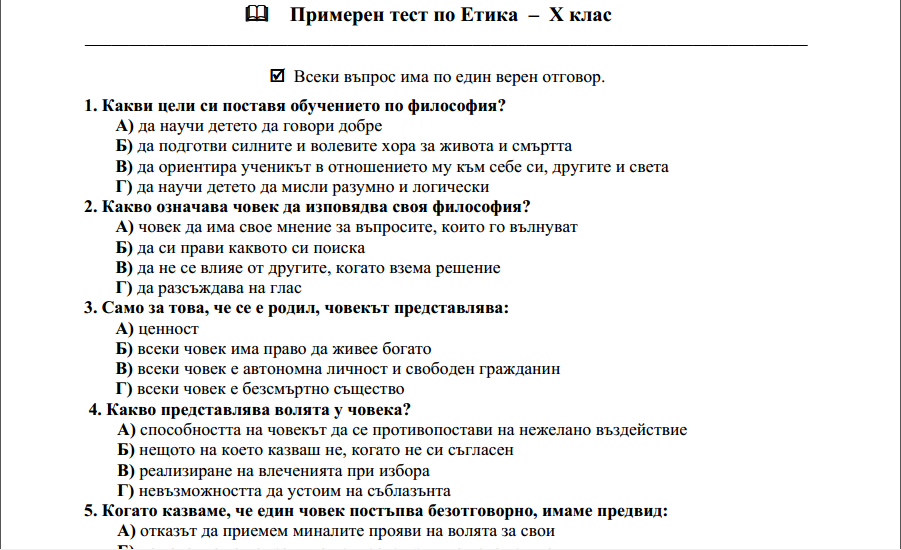 Примерен тест по Етика – X клас
Всеки въпрос има по един верен отговор.
1. Какви цели си поставя обучението по философия?
А) да научи детето да говори добре
Б) да подготви силните и волевите хора за живота и смъртта
В) да ориентира ученикът в отношението му към себе си, другите и света
Г) да научи детето да мисли разумно и логически
2. Какво означава човек да изповядва своя философия?
А) човек да има свое мнение за въпросите, които го вълнуват
Б) да си прави каквото си поиска
В) да не се влияе от другите, когато взема решение
Г) да разсъждава на глас
3. Само за това, че се е родил, човекът представлява:
А) ценност
Б) всеки човек има право да живее богато
В) всеки човек е автономна личност и свободен гражданин
Г) всеки човек е безсмъртно същество
4. Какво представлява волята у човека?
А) способността на човекът да се противопостави на нежелано въздействие
Б) нещото на което казваш не, когато не си съгласен
В) реализиране на влеченията при избора
Г) невъзможността да устоим на съблазънта
5. Когато казваме, че един човек постъпва безотговорно, имаме предвид:
А) отказът да приемем миналите прояви на волята за свои